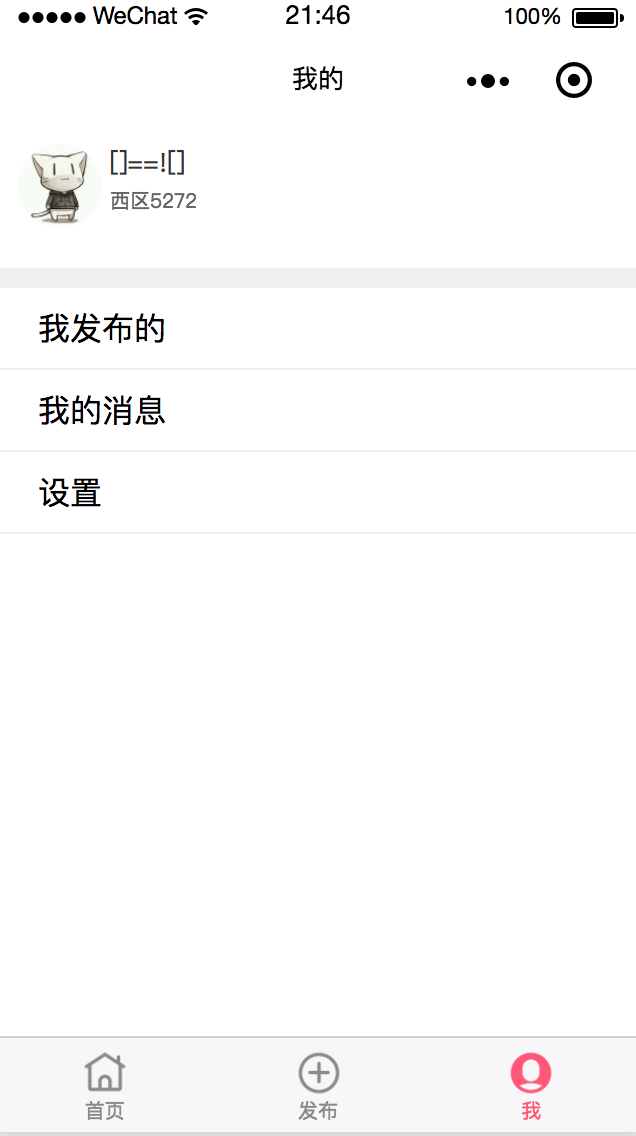 WeChat 21:46 100%
我的
[]==![]
西区5272
我发布的
我的消息
设置
首页 发布 我